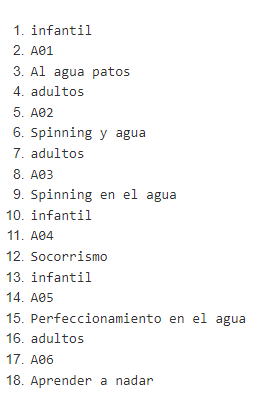 1. infantil
2. A01
3. Al agua patos
4. adultos
5. A02
6. Spinning y agua
7. adultos
8. A03
9. Spinning en el agua
10. infantil
11. A04
12. Socorrismo
13. infantil
14. A05
15. Perfeccionamiento en el agua
16. adultos
17. A06
18. Aprender a nadar